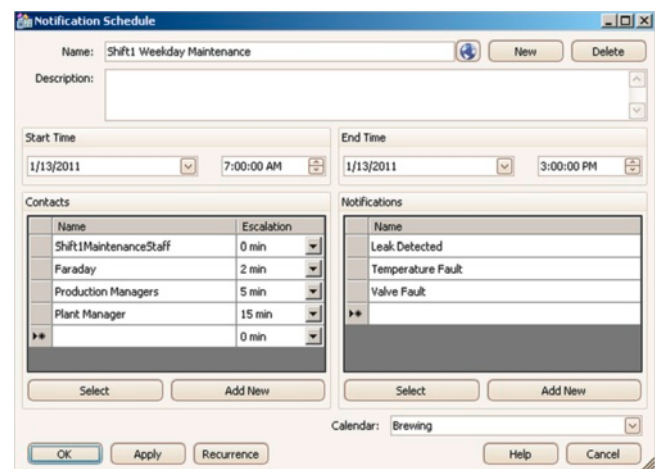 Notification Schedule
Name: Shift1 Weekday Maintenance New Delete
Description:
Start Time End Time
1/13/2011 7:00:00 AM 1/13/2011 3:00:00 PM
Contacts Notifications
Name Escalation Name
Shift1MaintenanceStaff 0 min Leak Detected
Faraday 2 min Temperature Fault
Production Managers 5 min Valve Fault
Plant Manager 15 min
0 min
Select Add New Select Add New
Calendar: Brewing
OK Apply Recurrence Help Cancel